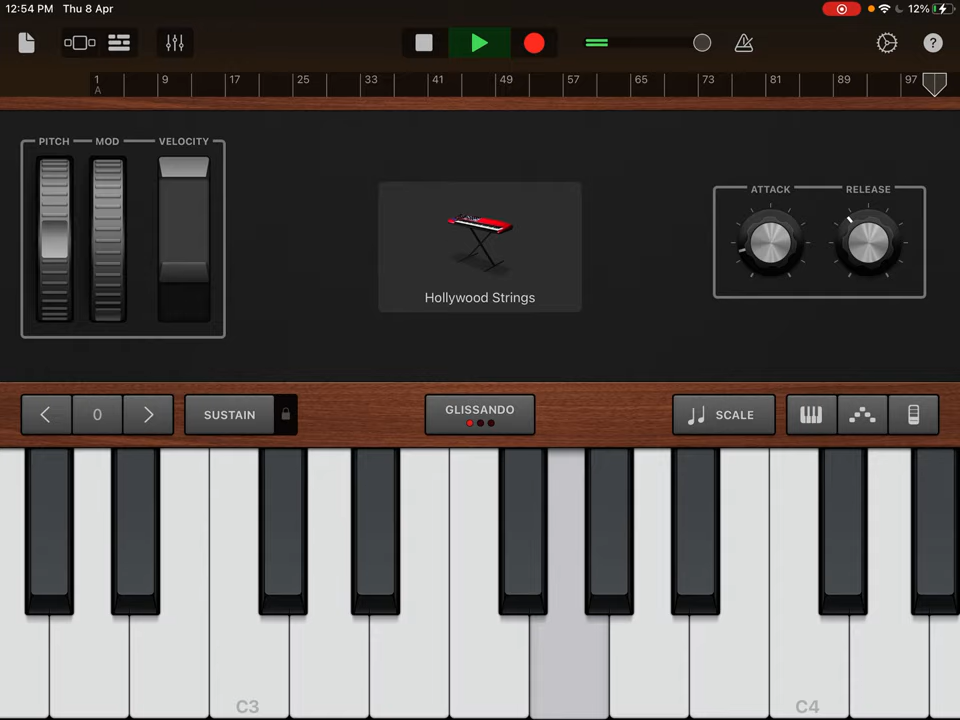 12:54 PM Thu 8 Apr
12%
?
1 9 17 25 33 41 49 57 65 73 81 89 97
A
PITCH MOD VELOCITY
ATTACK RELEASE
Hollywood Strings
0 SUSTAIN GLISSANDO SCALE
C3 C4